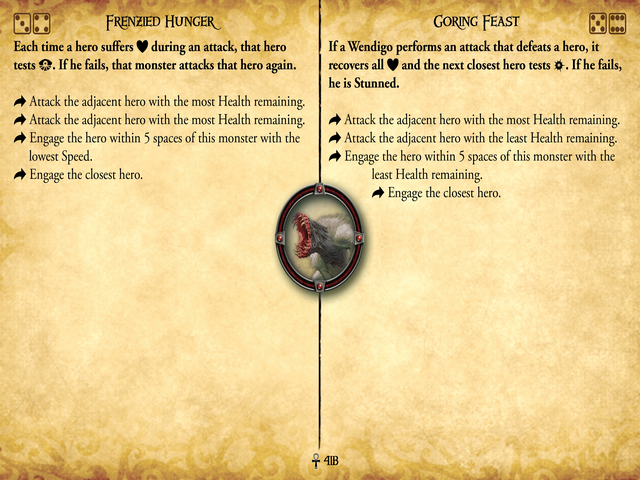 Frenzied Hunger
Each time a hero suffers ♥ during an attack, that hero
tests . If he fails, that monster attacks that hero again.
Attack the adjacent hero with the most Health remaining.
Attack the adjacent hero with the most Health remaining.
Engage the hero within 5 spaces of this monster with the
lowest Speed.
Engage the closest hero.
Goring Feast
If a Wendigo performs an attack that defeats a hero, it
recovers all ♥ and the next closest hero tests . If he fails,
he is Stunned.
Attack the adjacent hero with the most Health remaining.
Attack the adjacent hero with the least Health remaining.
Engage the hero within 5 spaces of this monster with the
least Health remaining.
Engage the closest hero.
41B